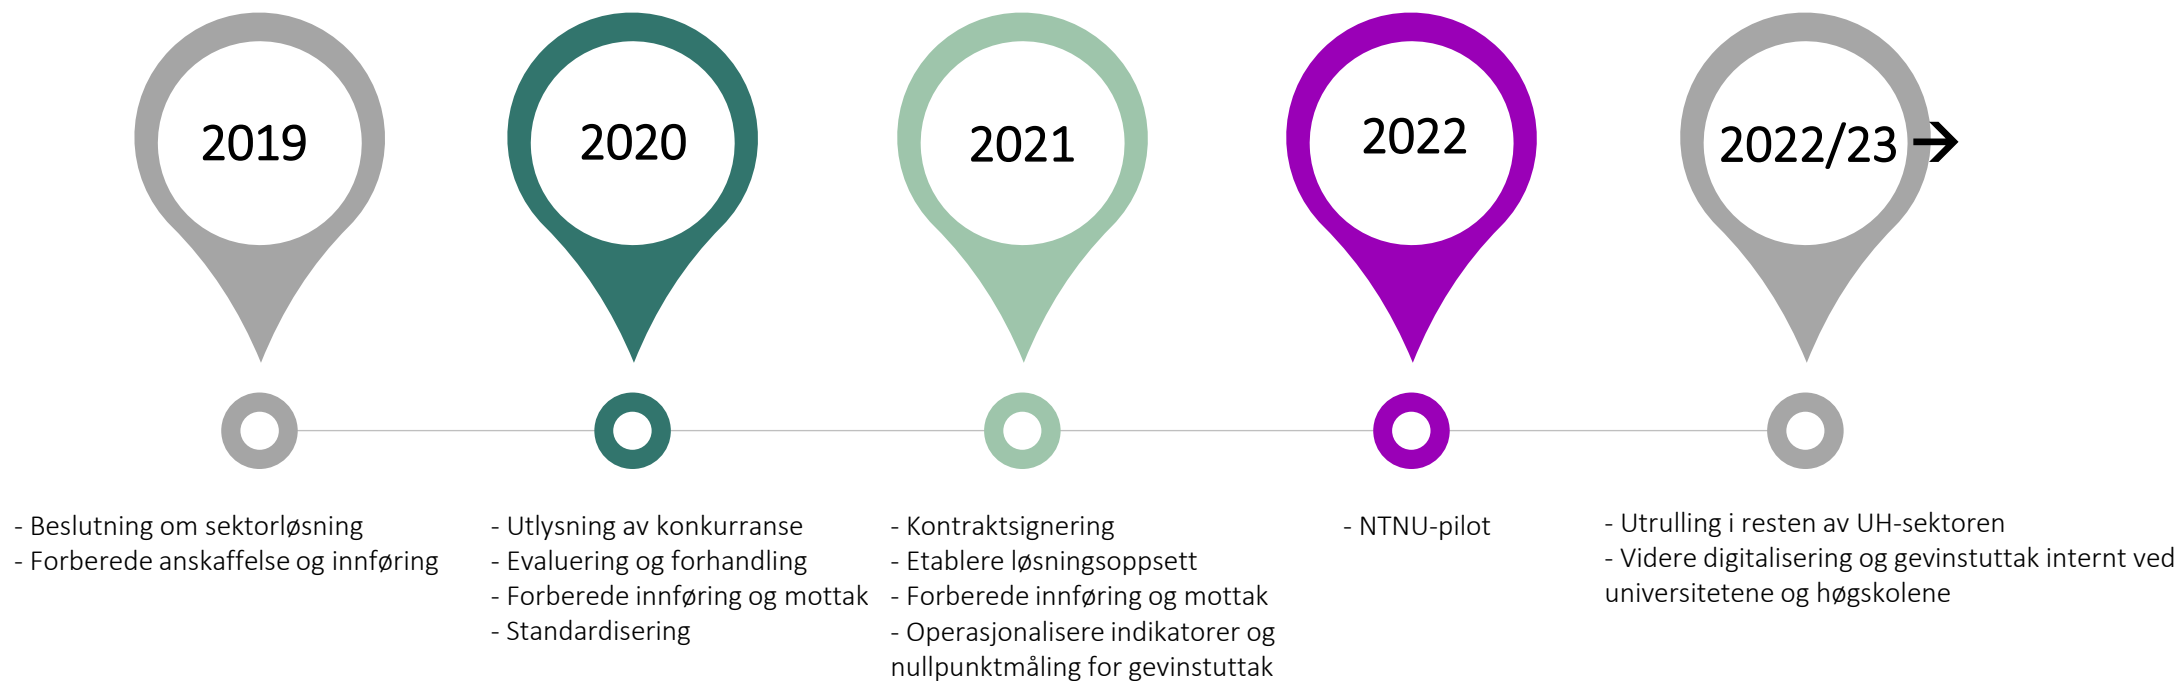 2019
2020
2021
2022
2022/23 →
- Beslutning om sektorløsning
- Forberede anskaffelse og innføring
- Utlysning av konkurranse
- Evaluering og forhandling
- Forberede innføring og mottak
- Standardisering
- Kontraktsignering
- Etablere løsningsoppsett
- Forberede innføring og mottak
- Operasjonalisere indikatorer og
nullpunktmåling for gevinstuttak
- NTNU-pilot
- Utrulling i resten av UH-sektoren
- Videre digitalisering og gevinstuttak internt ved
universitetene og høgskolene